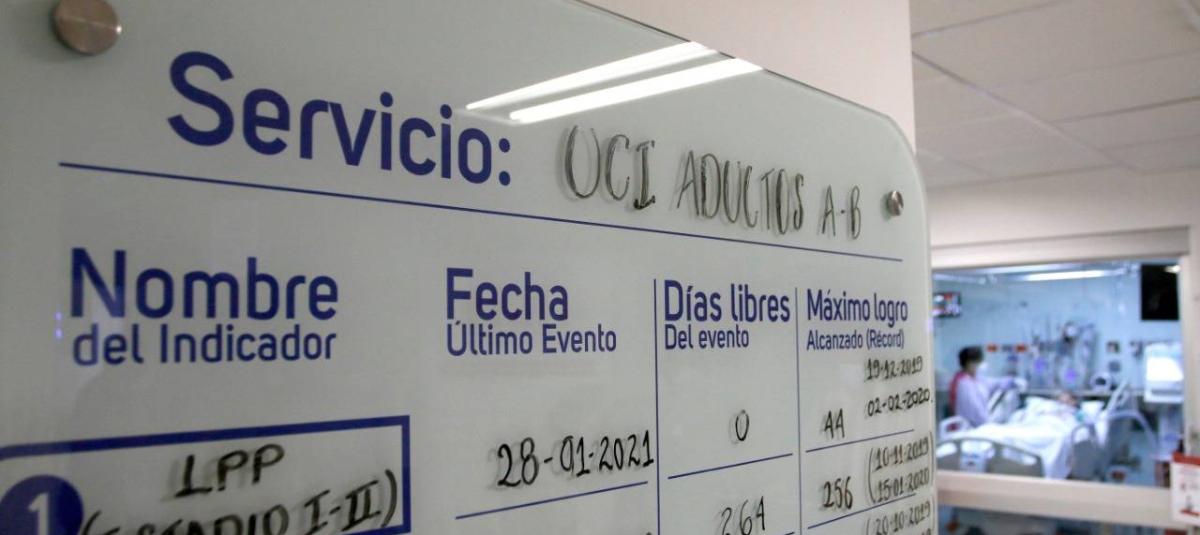 Servicio: UCI ADULTOS A-B
Nombre
del Indicador
Fecha
Último Evento
Días libres
Del evento
Máximo logro
Alcanzado (Récord)
1
LPP
(ESTADIO I-II)
28-01-2021
0
44
19-12-2019
02-02-2020
264
256
(10-11-2019
15-01-2020
(20-10-2019